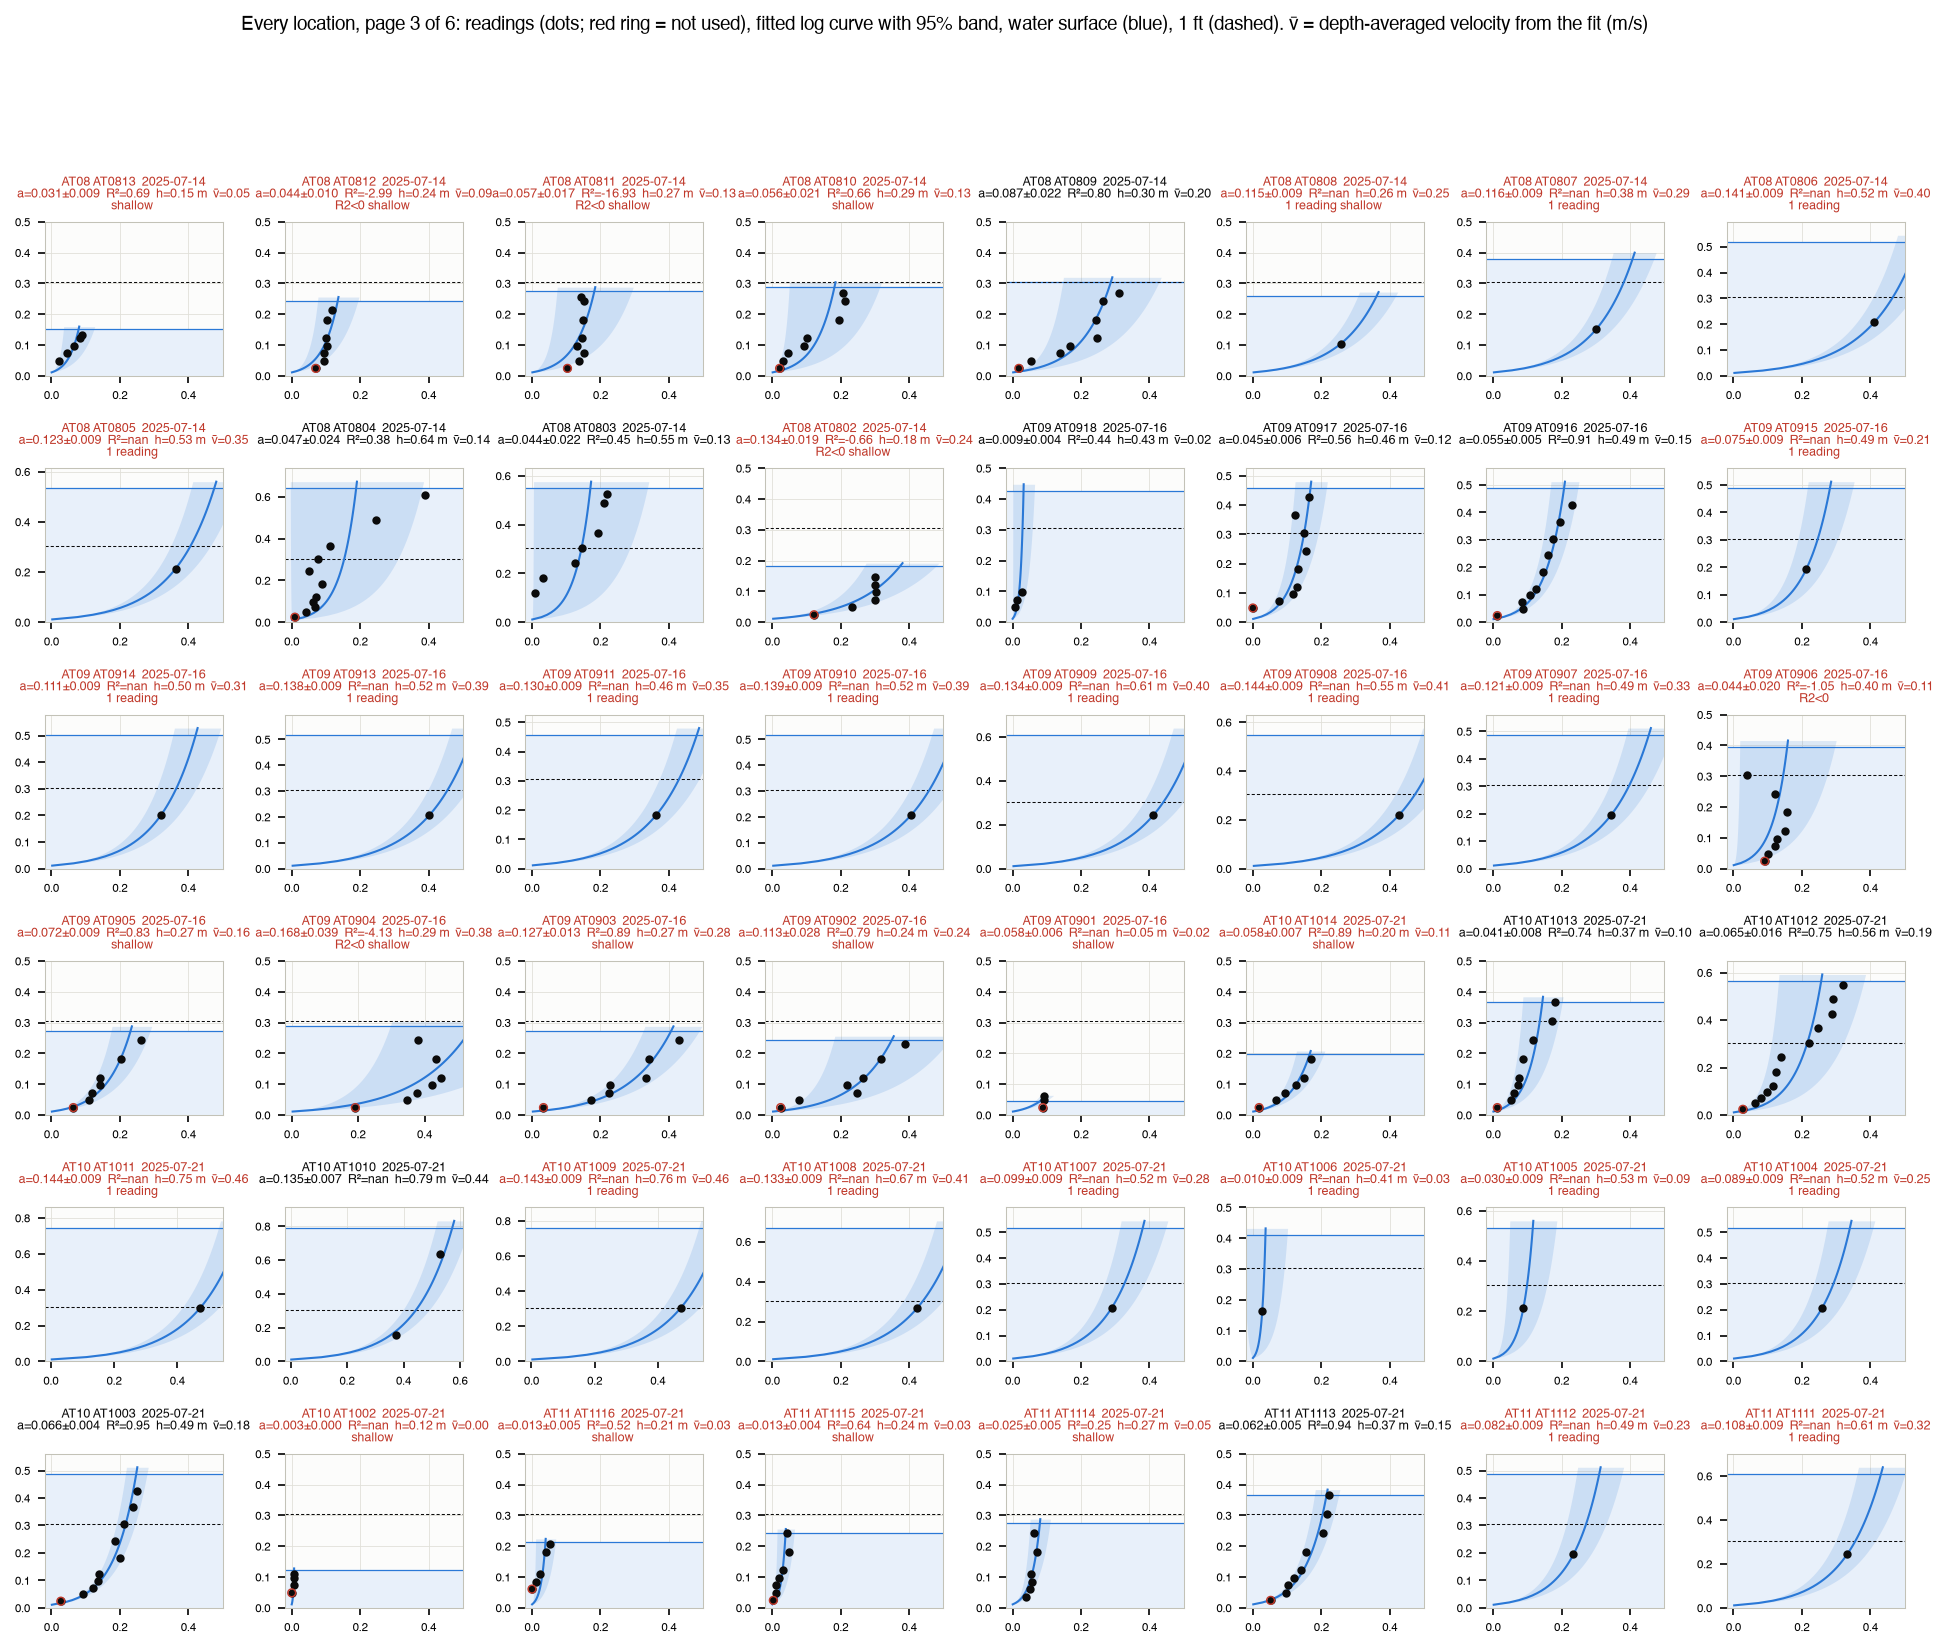 Every location, page 3 of 6: readings (dots; red ring = not used), fitted log curve with 95% band, water surface (blue), 1 ft (dashed). v̄ = depth-averaged velocity from the fit (m/s)
AT08 AT0813 2025-07-14
a=0.031±0.009 R²=0.69 h=0.15 m v̄=0.05
shallow
AT08 AT0812 2025-07-14
a=0.044±0.010 R²=-2.99 h=0.24 m v̄=0.09
R2<0 shallow
AT08 AT0811 2025-07-14
a=0.057±0.017 R²=-16.93 h=0.27 m v̄=0.13
R2<0 shallow
AT08 AT0810 2025-07-14
a=0.056±0.021 R²=0.66 h=0.29 m v̄=0.13
shallow
AT08 AT0809 2025-07-14
a=0.087±0.022 R²=0.80 h=0.30 m v̄=0.20
AT08 AT0808 2025-07-14
a=0.115±0.009 R²=nan h=0.26 m v̄=0.25
1 reading shallow
AT08 AT0807 2025-07-14
a=0.116±0.009 R²=nan h=0.38 m v̄=0.29
1 reading
AT08 AT0806 2025-07-14
a=0.141±0.009 R²=nan h=0.52 m v̄=0.40
1 reading
AT08 AT0805 2025-07-14
a=0.123±0.009 R²=nan h=0.53 m v̄=0.35
1 reading
AT08 AT0804 2025-07-14
a=0.047±0.024 R²=0.38 h=0.64 m v̄=0.14
AT08 AT0803 2025-07-14
a=0.044±0.022 R²=0.45 h=0.55 m v̄=0.13
AT08 AT0802 2025-07-14
a=0.134±0.019 R²=-0.66 h=0.18 m v̄=0.24
R2<0 shallow
AT09 AT0918 2025-07-16
a=0.009±0.004 R²=0.44 h=0.43 m v̄=0.02
AT09 AT0917 2025-07-16
a=0.045±0.006 R²=0.56 h=0.46 m v̄=0.12
AT09 AT0916 2025-07-16
a=0.055±0.005 R²=0.91 h=0.49 m v̄=0.15
AT09 AT0915 2025-07-16
a=0.075±0.009 R²=nan h=0.49 m v̄=0.21
1 reading
AT09 AT0914 2025-07-16
a=0.111±0.009 R²=nan h=0.50 m v̄=0.31
1 reading
AT09 AT0913 2025-07-16
a=0.138±0.009 R²=nan h=0.52 m v̄=0.39
1 reading
AT09 AT0911 2025-07-16
a=0.130±0.009 R²=nan h=0.46 m v̄=0.35
1 reading
AT09 AT0910 2025-07-16
a=0.139±0.009 R²=nan h=0.52 m v̄=0.39
1 reading
AT09 AT0909 2025-07-16
a=0.134±0.009 R²=nan h=0.61 m v̄=0.40
1 reading
AT09 AT0908 2025-07-16
a=0.144±0.009 R²=nan h=0.55 m v̄=0.41
1 reading
AT09 AT0907 2025-07-16
a=0.121±0.009 R²=nan h=0.49 m v̄=0.33
1 reading
AT09 AT0906 2025-07-16
a=0.044±0.020 R²=-1.05 h=0.40 m v̄=0.11
R2<0
AT09 AT0905 2025-07-16
a=0.072±0.009 R²=0.83 h=0.27 m v̄=0.16
shallow
AT09 AT0904 2025-07-16
a=0.168±0.039 R²=-4.13 h=0.29 m v̄=0.38
R2<0 shallow
AT09 AT0903 2025-07-16
a=0.127±0.013 R²=0.89 h=0.27 m v̄=0.28
shallow
AT09 AT0902 2025-07-16
a=0.113±0.028 R²=0.79 h=0.24 m v̄=0.24
shallow
AT09 AT0901 2025-07-16
a=0.058±0.006 R²=nan h=0.05 m v̄=0.02
shallow
AT10 AT1014 2025-07-21
a=0.058±0.007 R²=0.89 h=0.20 m v̄=0.11
shallow
AT10 AT1013 2025-07-21
a=0.041±0.008 R²=0.74 h=0.37 m v̄=0.10
AT10 AT1012 2025-07-21
a=0.065±0.016 R²=0.75 h=0.56 m v̄=0.19
AT10 AT1011 2025-07-21
a=0.144±0.009 R²=nan h=0.75 m v̄=0.46
1 reading
AT10 AT1010 2025-07-21
a=0.135±0.007 R²=nan h=0.79 m v̄=0.44
AT10 AT1009 2025-07-21
a=0.143±0.009 R²=nan h=0.76 m v̄=0.46
1 reading
AT10 AT1008 2025-07-21
a=0.133±0.009 R²=nan h=0.67 m v̄=0.41
1 reading
AT10 AT1007 2025-07-21
a=0.099±0.009 R²=nan h=0.52 m v̄=0.28
1 reading
AT10 AT1006 2025-07-21
a=0.010±0.009 R²=nan h=0.41 m v̄=0.03
1 reading
AT10 AT1005 2025-07-21
a=0.030±0.009 R²=nan h=0.53 m v̄=0.09
1 reading
AT10 AT1004 2025-07-21
a=0.089±0.009 R²=nan h=0.52 m v̄=0.25
1 reading
AT10 AT1003 2025-07-21
a=0.066±0.004 R²=0.95 h=0.49 m v̄=0.18
AT10 AT1002 2025-07-21
a=0.003±0.000 R²=nan h=0.12 m v̄=0.00
shallow
AT11 AT1116 2025-07-21
a=0.013±0.005 R²=0.52 h=0.21 m v̄=0.03
shallow
AT11 AT1115 2025-07-21
a=0.013±0.004 R²=0.64 h=0.24 m v̄=0.03
shallow
AT11 AT1114 2025-07-21
a=0.025±0.005 R²=0.25 h=0.27 m v̄=0.05
shallow
AT11 AT1113 2025-07-21
a=0.062±0.005 R²=0.94 h=0.37 m v̄=0.15
AT11 AT1112 2025-07-21
a=0.082±0.009 R²=nan h=0.49 m v̄=0.23
1 reading
AT11 AT1111 2025-07-21
a=0.108±0.009 R²=nan h=0.61 m v̄=0.32
1 reading